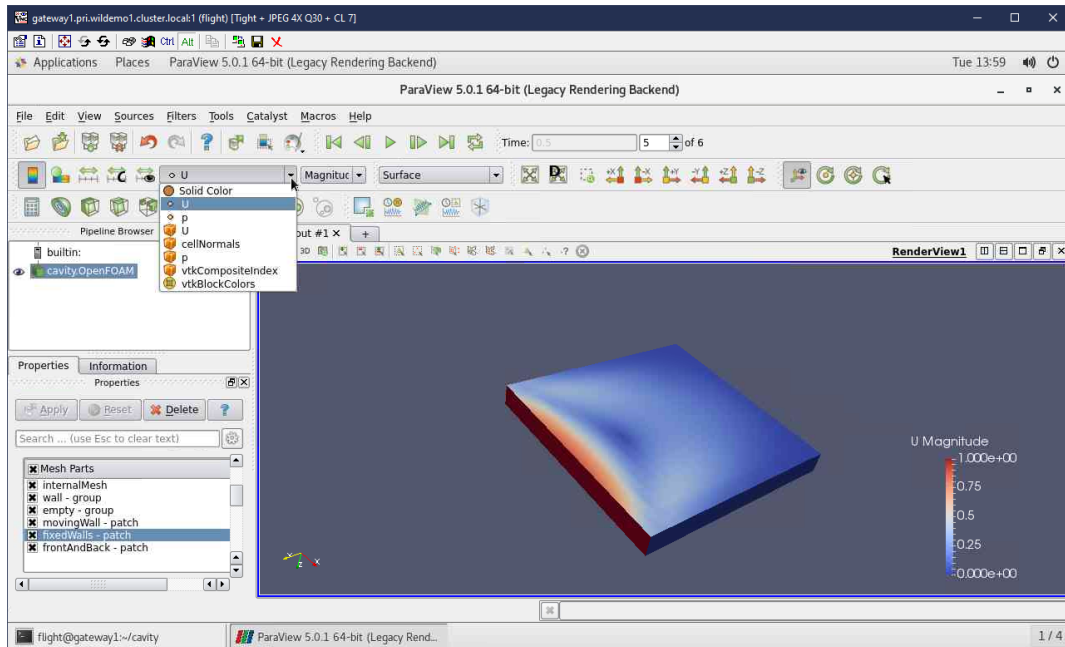 gateway1.pri.wildemo1.cluster.local:1 (flight) [Tight + JPEG 4X Q30 + CL 7]
Ctrl Alt
Applications Places ParaView 5.0.1 64-bit (Legacy Rendering Backend) Tue 13:59
ParaView 5.0.1 64-bit (Legacy Rendering Backend)
File Edit View Sources Filters Tools Catalyst Macros Help
Time: 0.5 5 of 6
U Magnituc Surface
Solid Color
U
p
U
cellNormals
p
vtkCompositeIndex
vtkBlockColors
Pipeline Browser
out #1
3D
RenderView1
builtin:
cavity.OpenFOAM
Properties Information
Properties
Apply Reset Delete ?
Search ... (use Esc to clear text)
Mesh Parts
internalMesh
wall - group
empty - group
movingWall - patch
fixedWalls - patch
frontAndBack - patch
U Magnitude
1.000e+00
0.75
0.5
0.25
0.000e+00
flight@gateway1:~/cavity ParaView 5.0.1 64-bit (Legacy Rend... 1 / 4